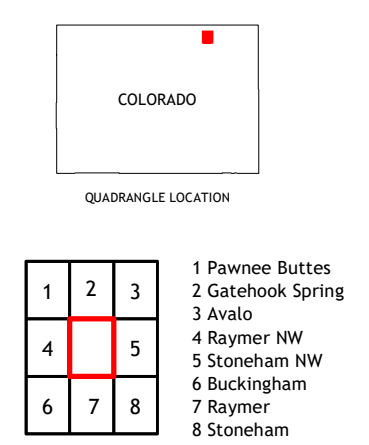 COLORADO
QUADRANGLE LOCATION
1 2 3
4 5
6 7 8
1 Pawnee Buttes
2 Gatehook Spring
3 Avalo
4 Raymer NW
5 Stoneham NW
6 Buckingham
7 Raymer
8 Stoneham